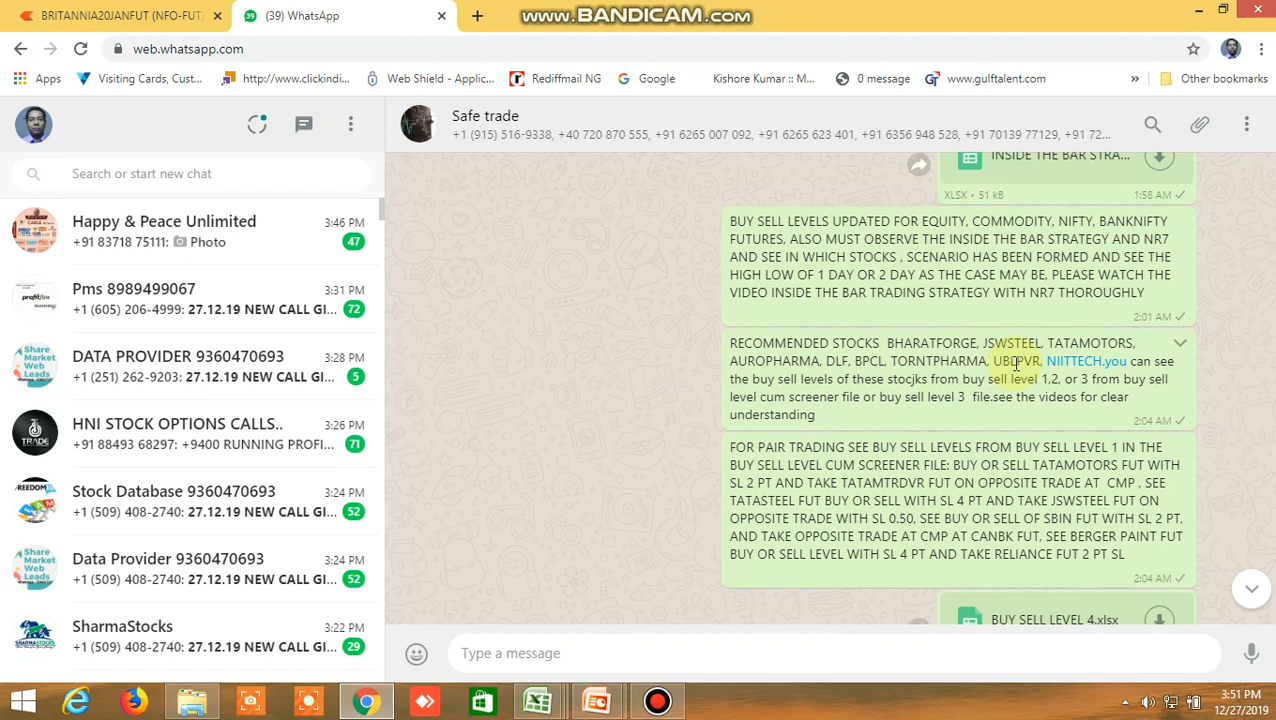 BRITANNIA20JANFUT (NFO-FUT)
(39) WhatsApp
www.BANDICAM.com
web.whatsapp.com
Apps
Visiting Cards, Cust...
http://www.clickindi...
Web Shield - Applic...
Rediffmail NG
Google
Kishore Kumar :: M...
0 message
www.gulftalent.com
Other bookmarks
Search or start new chat
Happy & Peace Unlimited
3:46 PM
+91 83718 75111: Photo
47
Pms 8989499067
3:31 PM
+1 (605) 206-4999: 27.12.19 NEW CALL GI...
72
DATA PROVIDER 9360470693
3:28 PM
+1 (251) 262-9203: 27.12.19 NEW CALL GI...
5
HNI STOCK OPTIONS CALLS..
3:26 PM
+91 88493 68297: +9400 RUNNING PROFI...
71
Stock Database 9360470693
3:24 PM
+1 (509) 408-2740: 27.12.19 NEW CALL GI...
52
Data Provider 9360470693
3:24 PM
+1 (509) 408-2740: 27.12.19 NEW CALL GI...
52
SharmaStocks
3:22 PM
+1 (509) 408-2740: 27.12.19 NEW CALL GI...
29
Safe trade
+1 (915) 516-9338, +40 720 870 555, +91 6265 007 092, +91 6265 623 401, +91 6356 948 528, +91 70139 77129, +91 72...
INSIDE THE BAR STRA...
XLSX • 51 kB
1:58 AM
BUY SELL LEVELS UPDATED FOR EQUITY, COMMODITY, NIFTY, BANKNIFTY
FUTURES, ALSO MUST OBSERVE THE INSIDE THE BAR STRATEGY AND NR7
AND SEE IN WHICH STOCKS , SCENARIO HAS BEEN FORMED AND SEE THE
HIGH LOW OF 1 DAY OR 2 DAY AS THE CASE MAY BE, PLEASE WATCH THE
VIDEO INSIDE THE BAR TRADING STRATEGY WITH NR7 THOROUGHLY
2:01 AM
RECOMMENDED STOCKS BHARATFORGE, JSWSTEEL, TATAMOTORS,
AUROPHARMA, DLF, BPCL, TORNTPHARMA, UBDPVR, NIITTECH.you can see
the buy sell levels of these stocjks from buy sell level 1,2, or 3 from buy sell
level cum screener file or buy sell level 3 file.see the videos for clear
understanding
2:04 AM
FOR PAIR TRADING SEE BUY SELL LEVELS FROM BUY SELL LEVEL 1 IN THE
BUY SELL LEVEL CUM SCREENER FILE: BUY OR SELL TATAMOTORS FUT WITH
SL 2 PT AND TAKE TATAMTRDVR FUT ON OPPOSITE TRADE AT CMP , SEE
TATASTEEL FUT BUY OR SELL WITH SL 4 PT AND TAKE JSWSTEEL FUT ON
OPPOSITE TRADE WITH SL 0.50, SEE BUY OR SELL OF SBIN FUT WITH SL 2 PT,
AND TAKE OPPOSITE TRADE AT CMP AT CANBK FUT, SEE BERGER PAINT FUT
BUY OR SELL LEVEL WITH SL 4 PT AND TAKE RELIANCE FUT 2 PT SL
2:04 AM
BUY SELL LEVEL 4.xlsx
Type a message
3:51 PM
12/27/2019